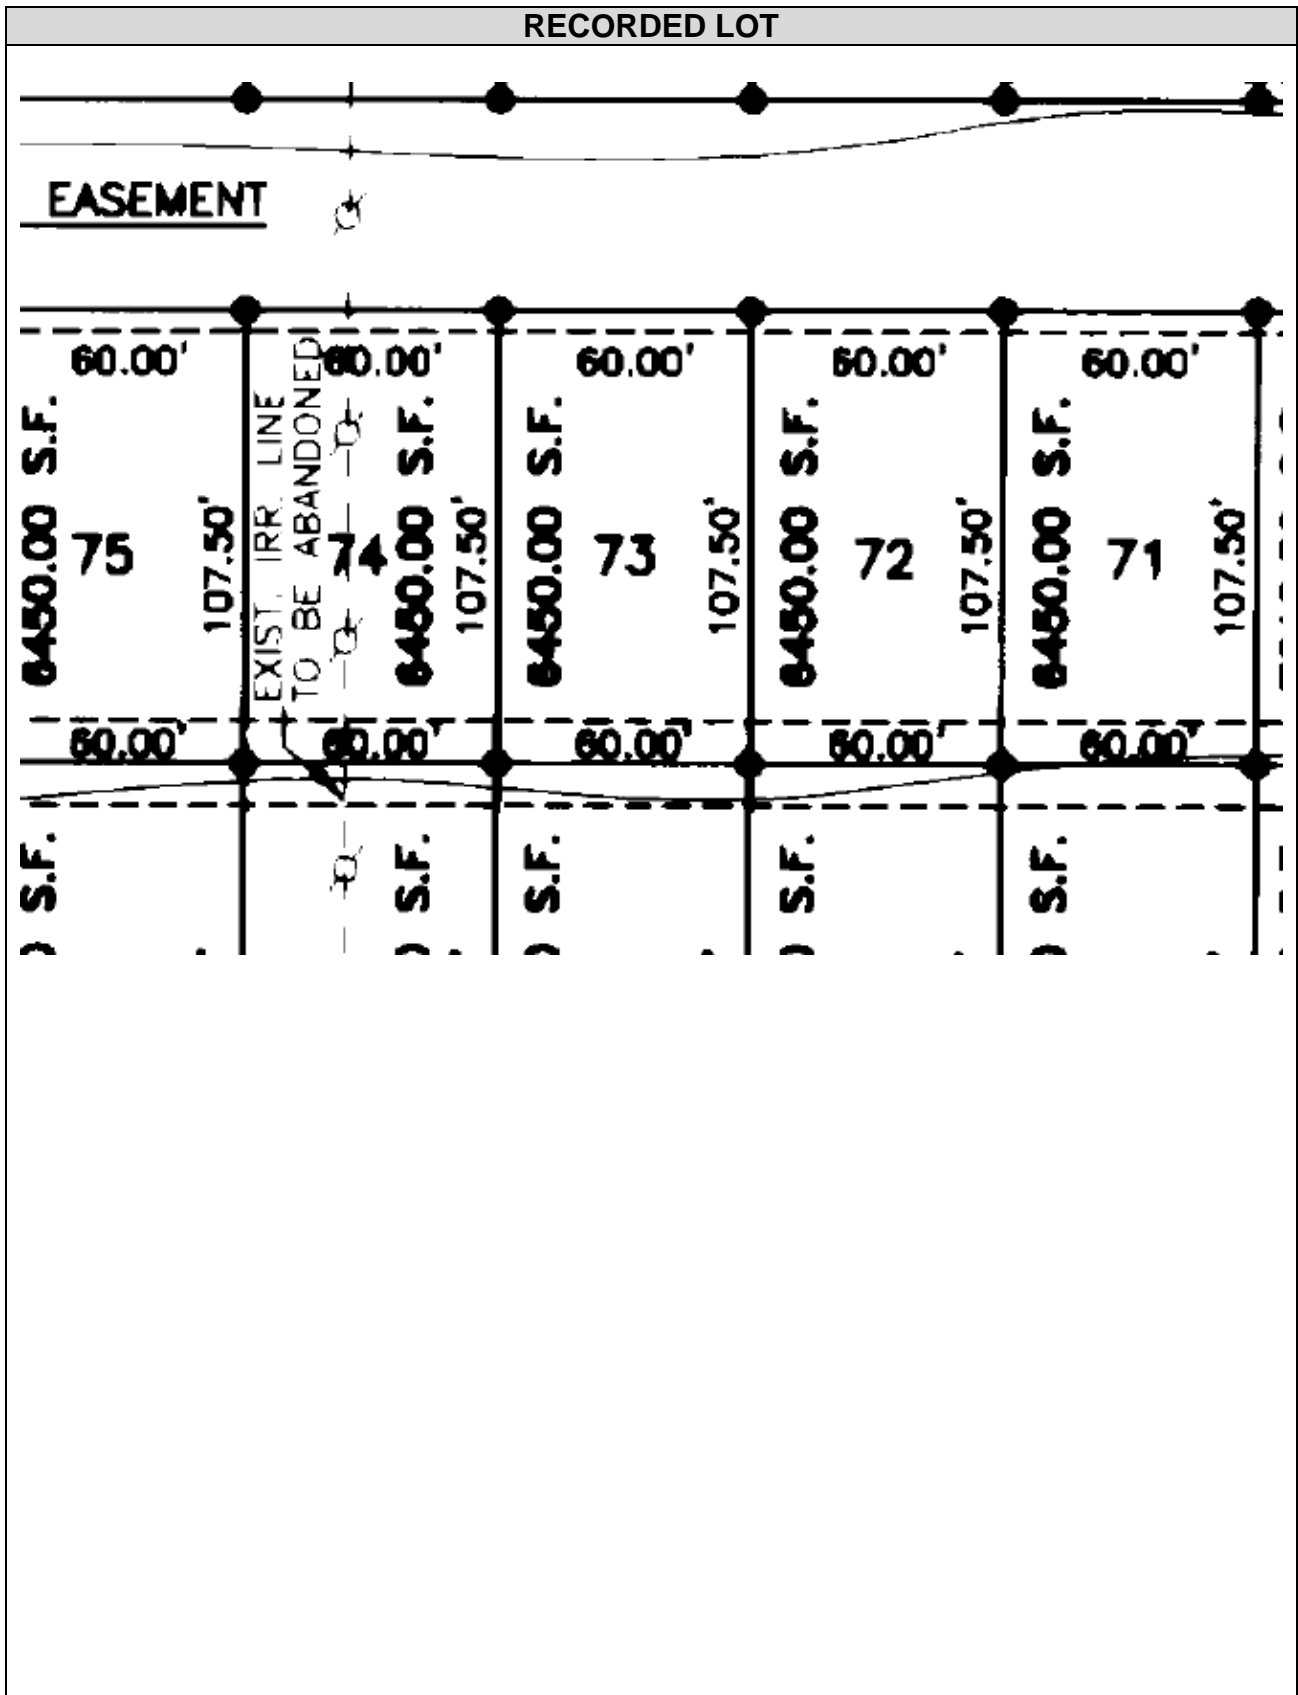 RECORDED LOT
EASEMENT
60.00' 60.00' 60.00' 60.00' 60.00'
6450.00 S.F.
75
107.50'
EXIST. IRR. LINE
TO BE ABANDONED
74
6450.00 S.F.
107.50'
6450.00 S.F.
73
107.50'
6450.00 S.F.
72
107.50'
6450.00 S.F.
71
107.50'
60.00' 60.00' 60.00' 60.00' 60.00'
S.F. S.F. S.F. S.F. S.F.